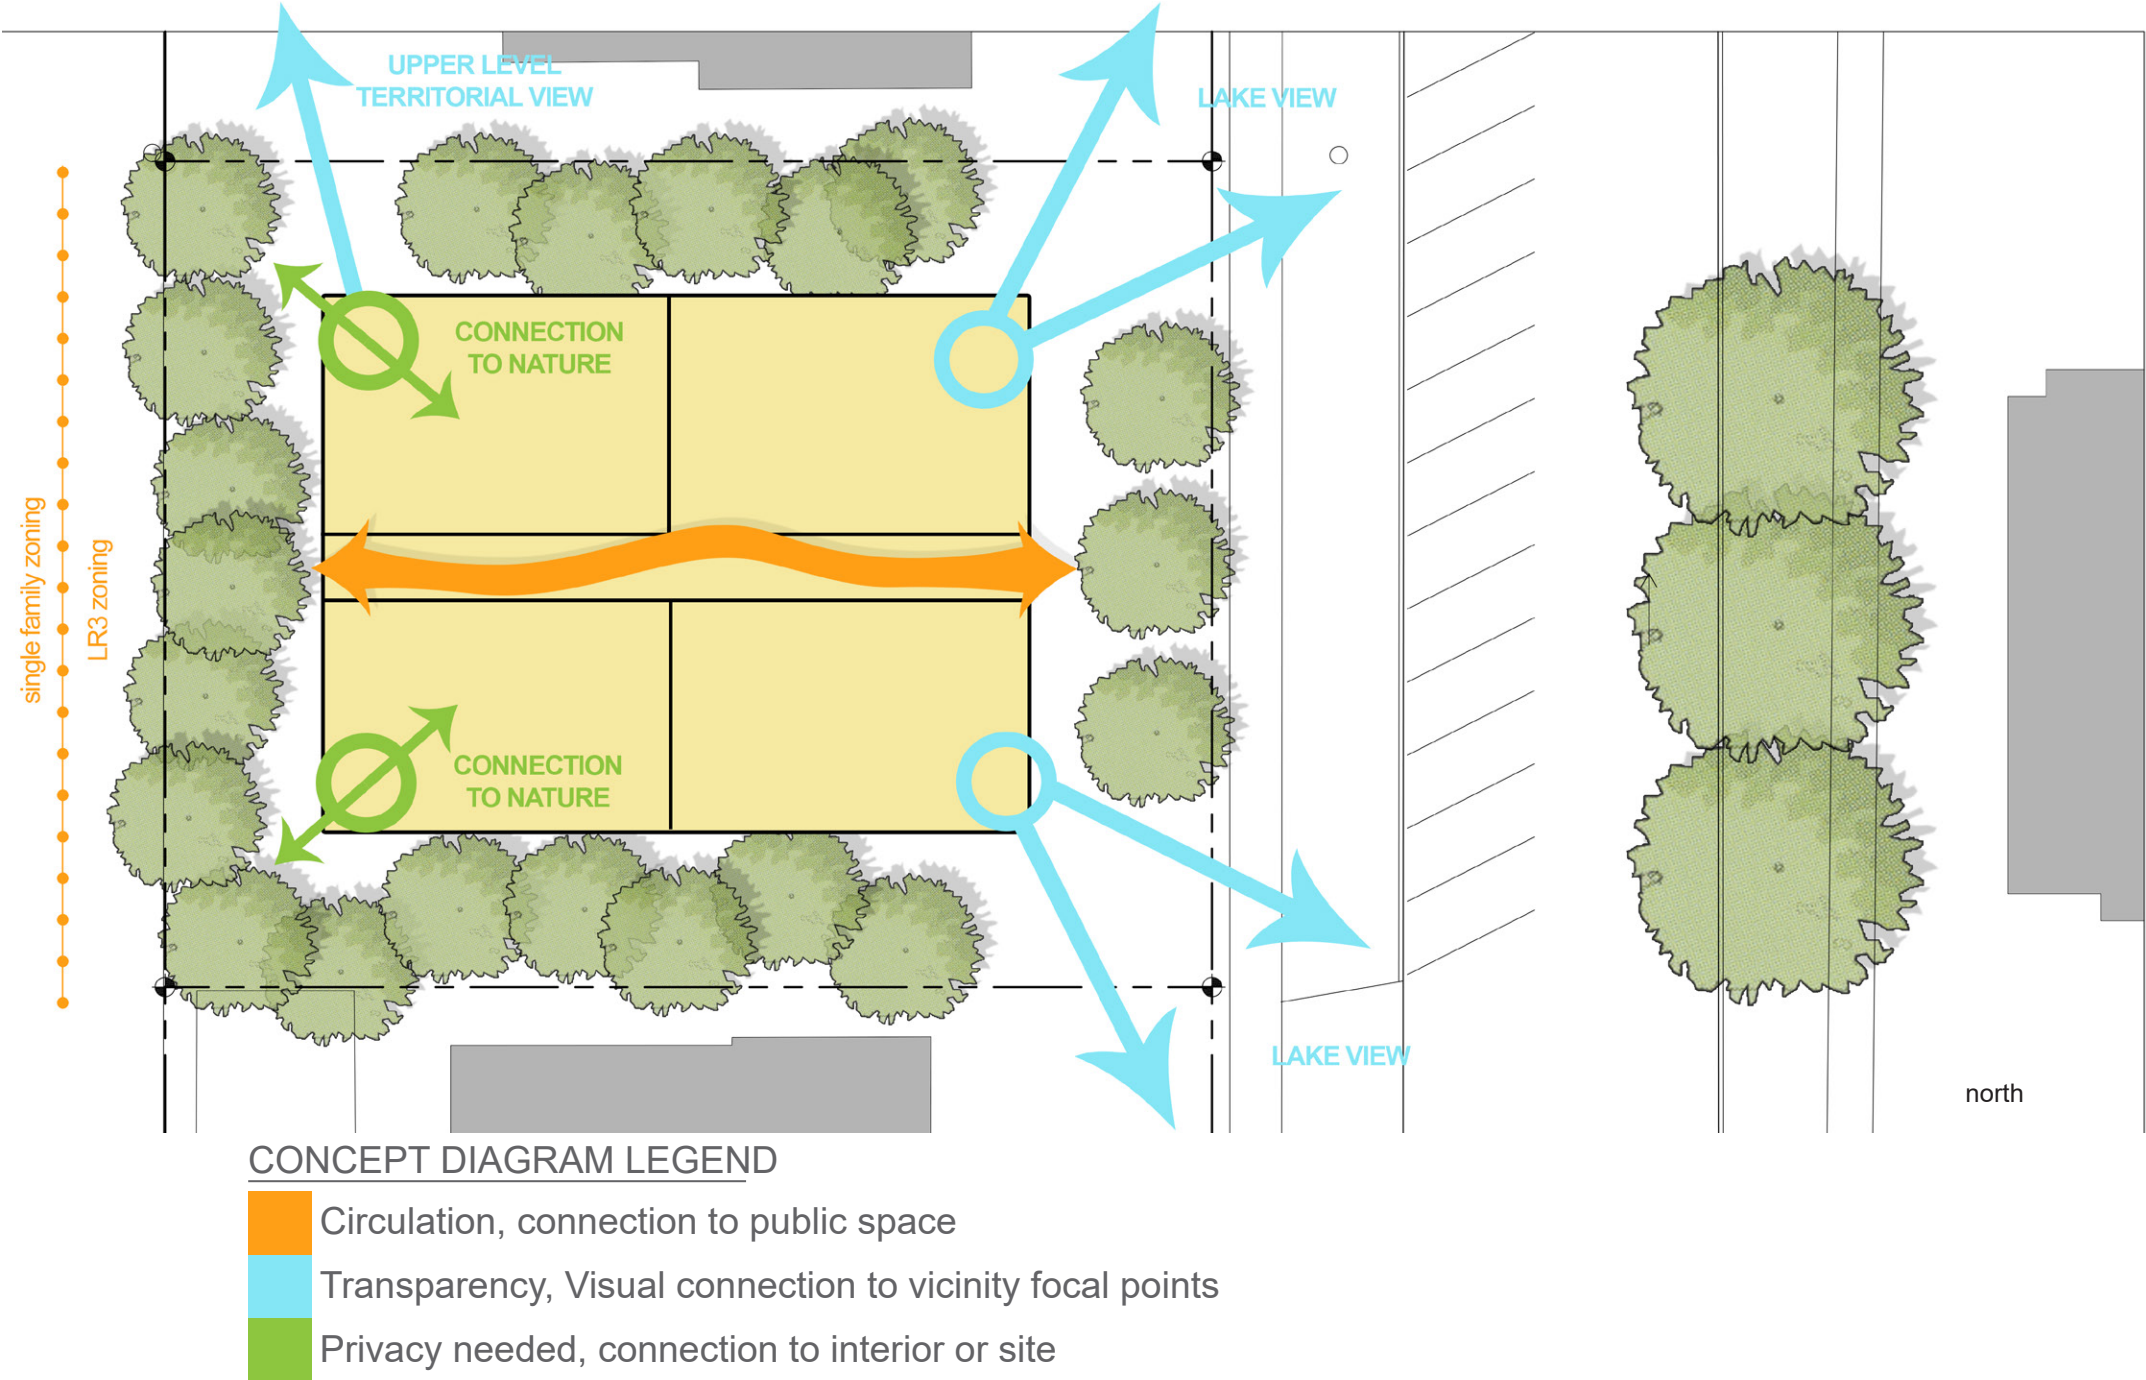 UPPER LEVEL
TERRITORIAL VIEW
LAKE VIEW
CONNECTION
TO NATURE
single family zoning
LR3 zoning
CONNECTION
TO NATURE
LAKE VIEW
north
CONCEPT DIAGRAM LEGEND
Circulation, connection to public space
Transparency, Visual connection to vicinity focal points
Privacy needed, connection to interior or site